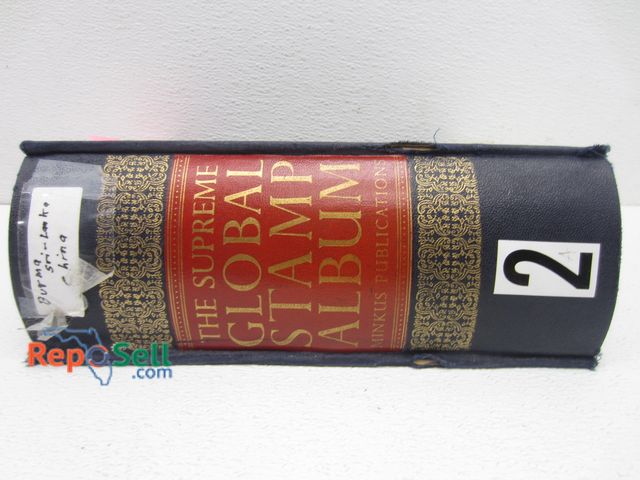 Burma
Sri-Lanka
China
THE SUPREME
GLOBAL
STAMP
ALBUM
MINKUS PUBLICATIONS
2
RepoSell
.com